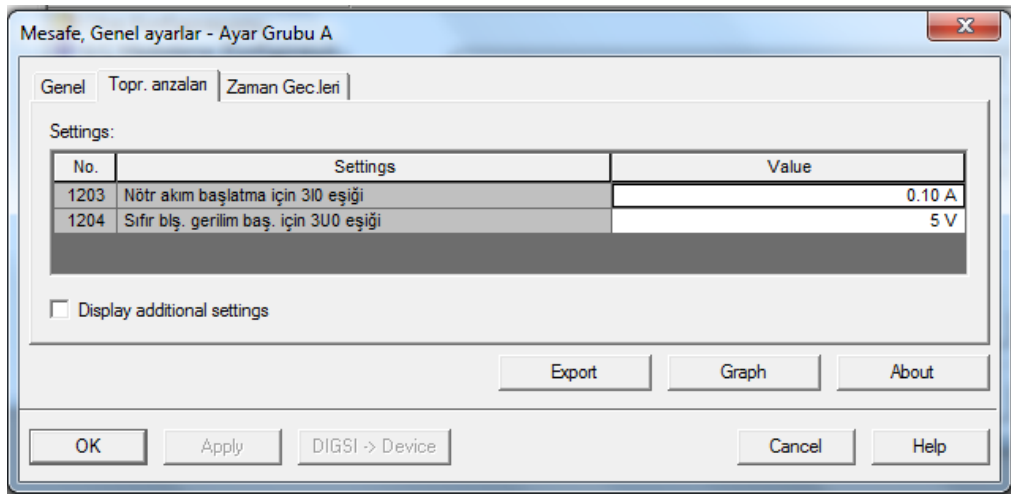 Mesafe, Genel ayarlar - Ayar Grubu A
Genel Topr. arızaları Zaman Gec.leri
Settings:
No. Settings Value
1203 Nötr akım başlatma için 3I0 eşiği 0.10 A
1204 Sıfır blş. gerilim baş. için 3U0 eşiği 5 V
Display additional settings
Export Graph About
OK Apply DIGSI -> Device Cancel Help